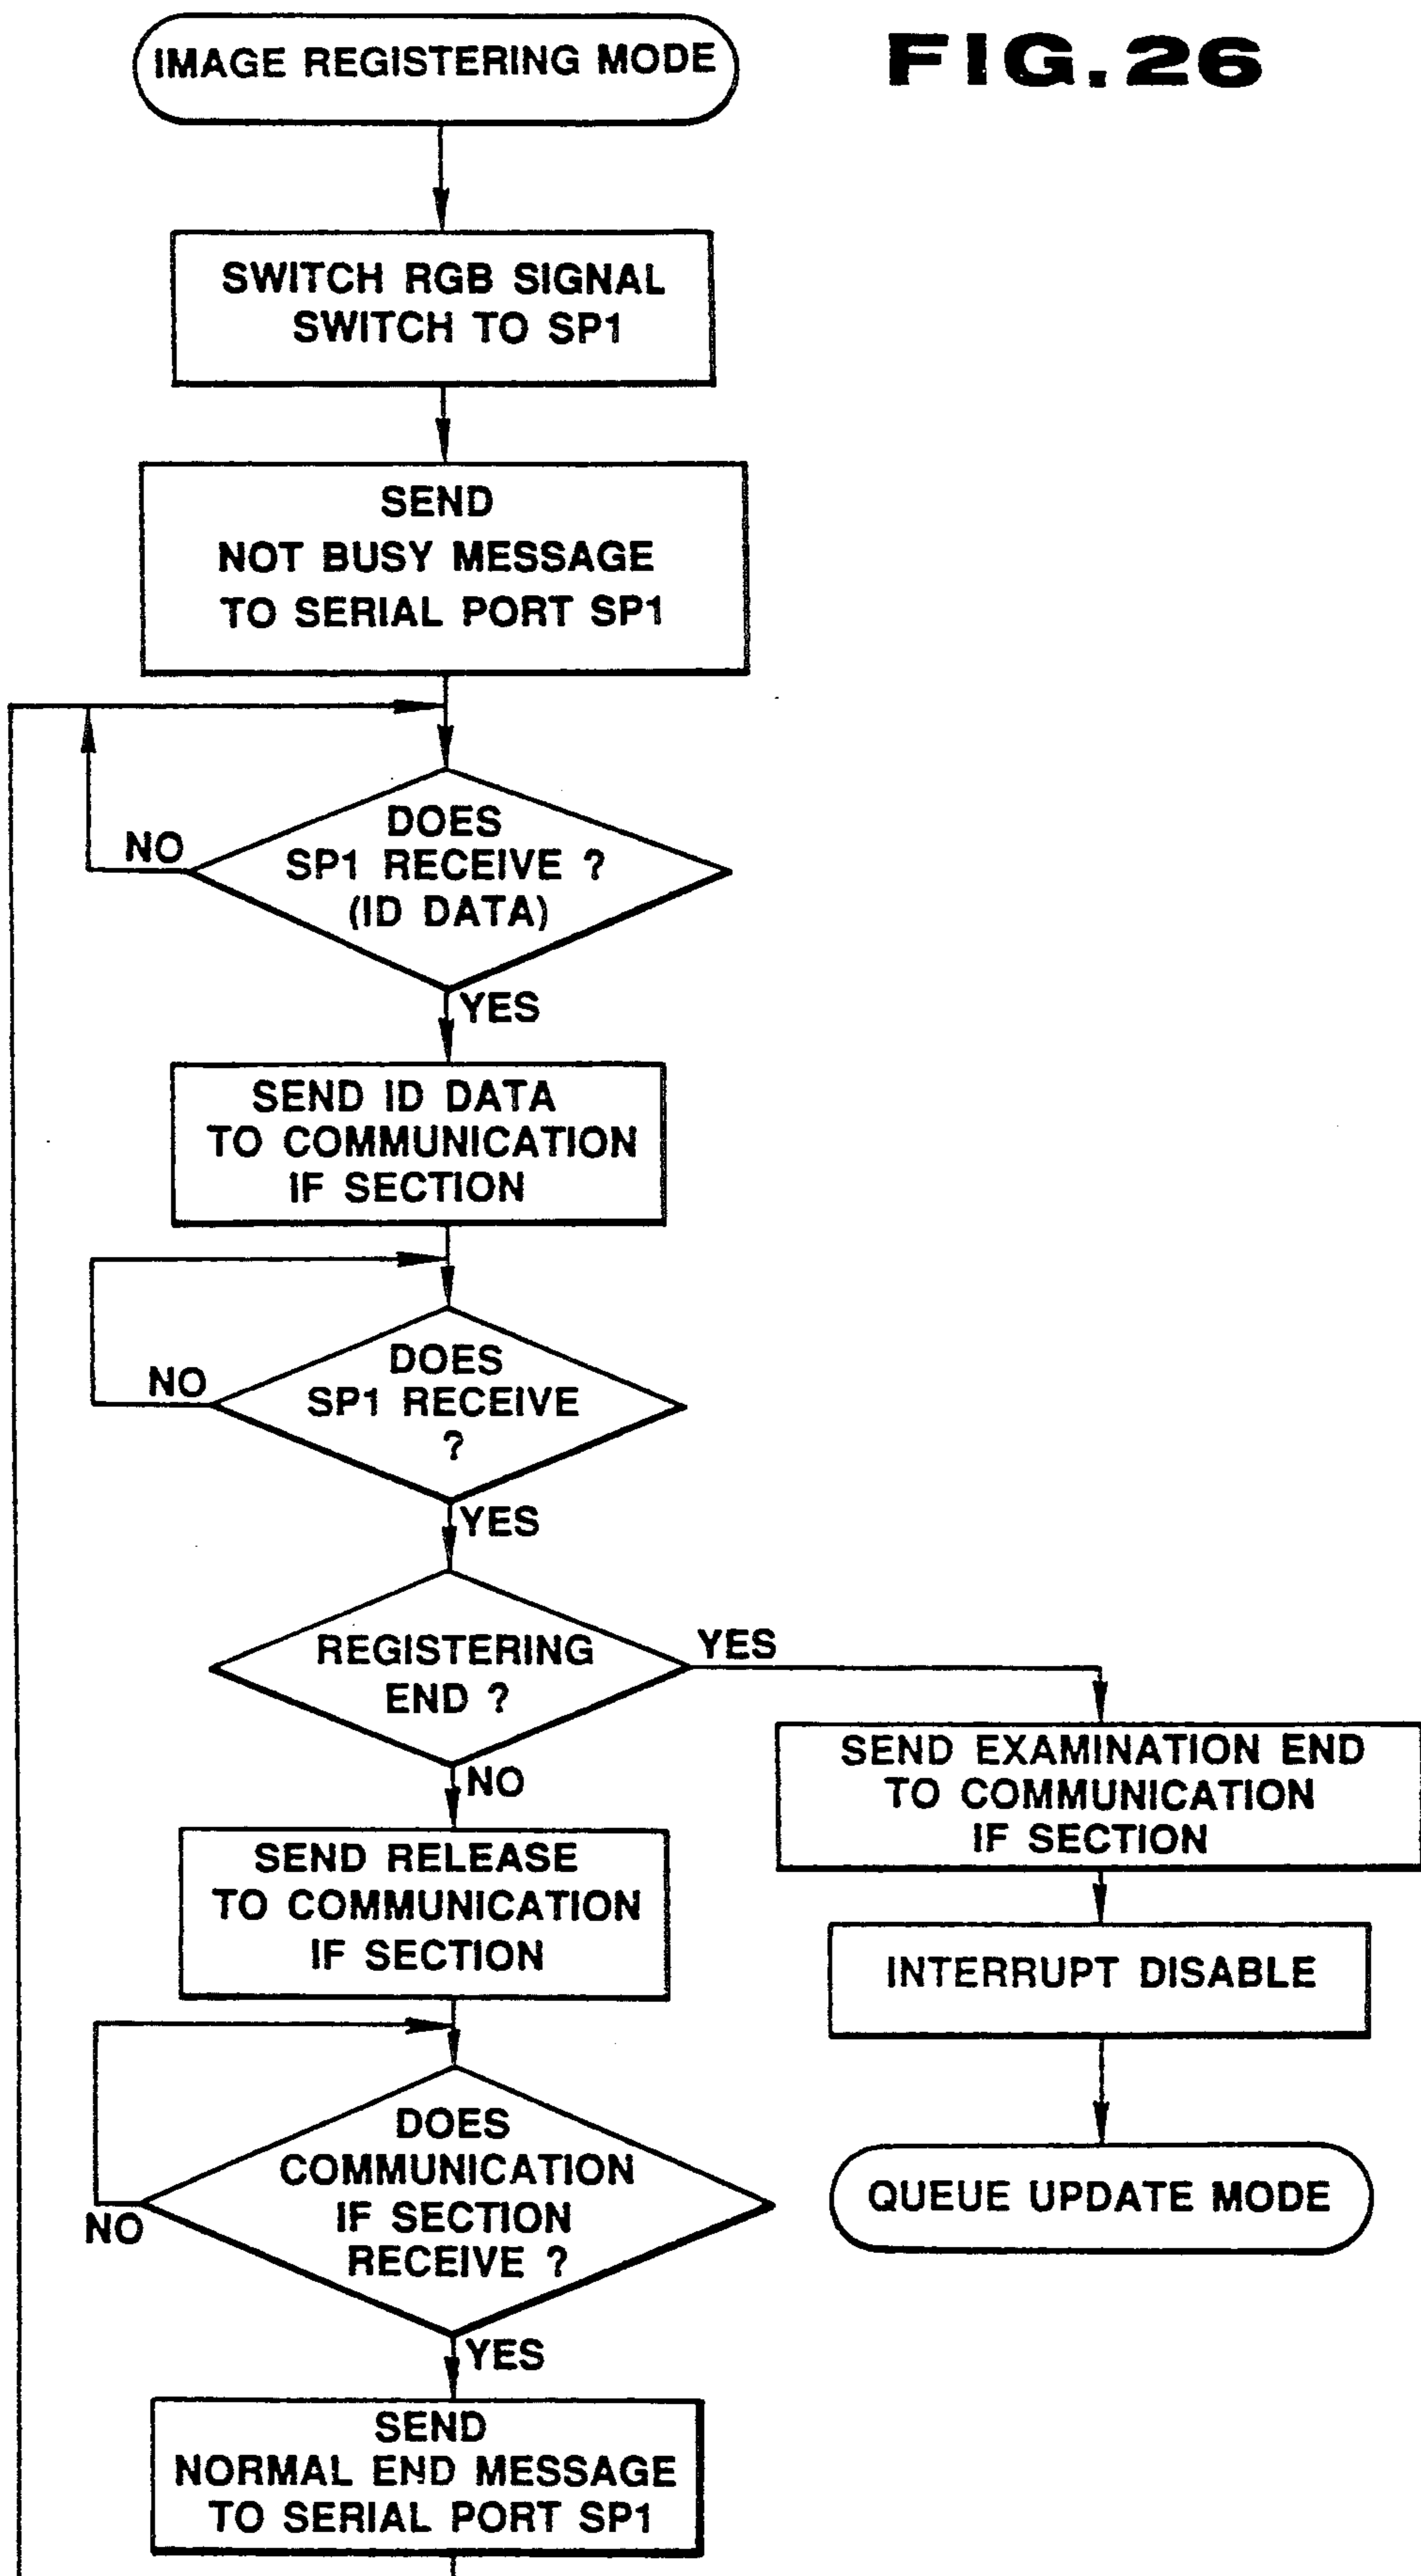 IMAGE REGISTERING MODE
FIG.26
SWITCH RGB SIGNAL
SWITCH TO SP1
SEND
NOT BUSY MESSAGE
TO SERIAL PORT SP1
DOES
SP1 RECEIVE ?
(ID DATA)
NO
YES
SEND ID DATA
TO COMMUNICATION
IF SECTION
DOES
SP1 RECEIVE
?
NO
YES
REGISTERING
END ?
YES
NO
SEND EXAMINATION END
TO COMMUNICATION
IF SECTION
SEND RELEASE
TO COMMUNICATION
IF SECTION
INTERRUPT DISABLE
DOES
COMMUNICATION
IF SECTION
RECEIVE ?
NO
YES
QUEUE UPDATE MODE
SEND
NORMAL END MESSAGE
TO SERIAL PORT SP1